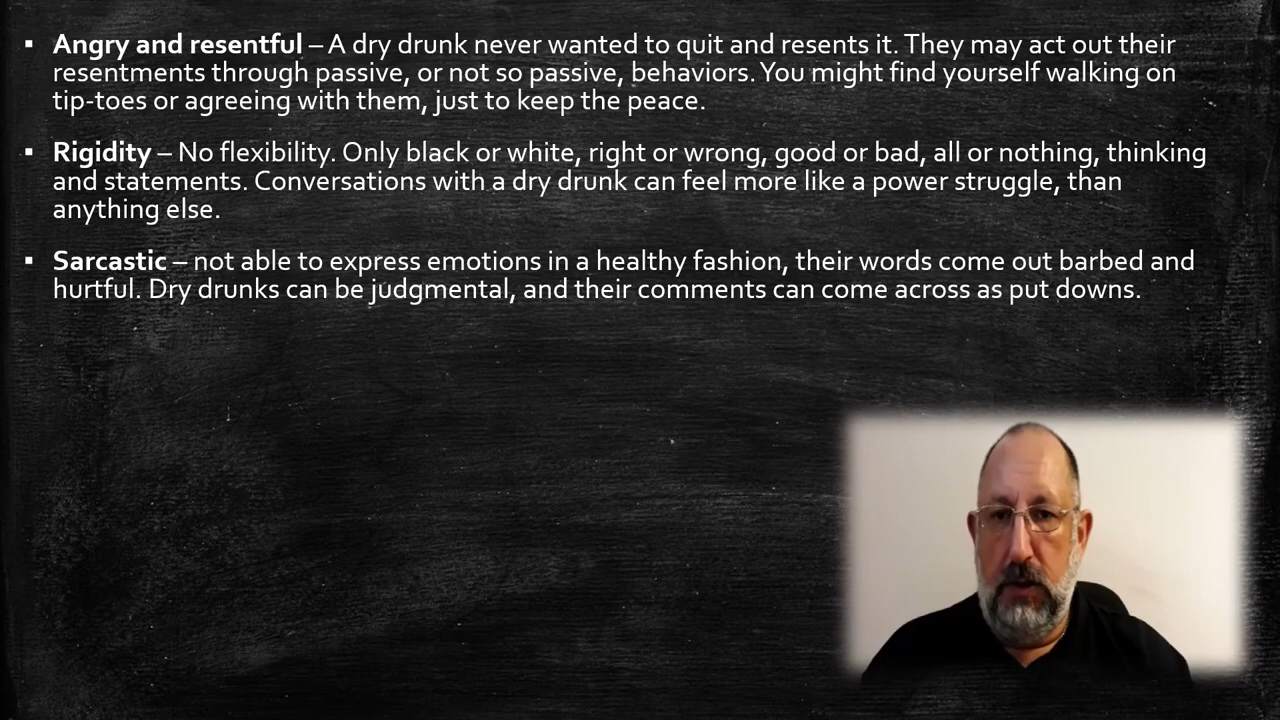 ▪ Angry and resentful – A dry drunk never wanted to quit and resents it. They may act out their
resentments through passive, or not so passive, behaviors. You might find yourself walking on
tip-toes or agreeing with them, just to keep the peace.
▪ Rigidity – No flexibility. Only black or white, right or wrong, good or bad, all or nothing, thinking
and statements. Conversations with a dry drunk can feel more like a power struggle, than
anything else.
▪ Sarcastic – not able to express emotions in a healthy fashion, their words come out barbed and
hurtful. Dry drunks can be judgmental, and their comments can come across as put downs.